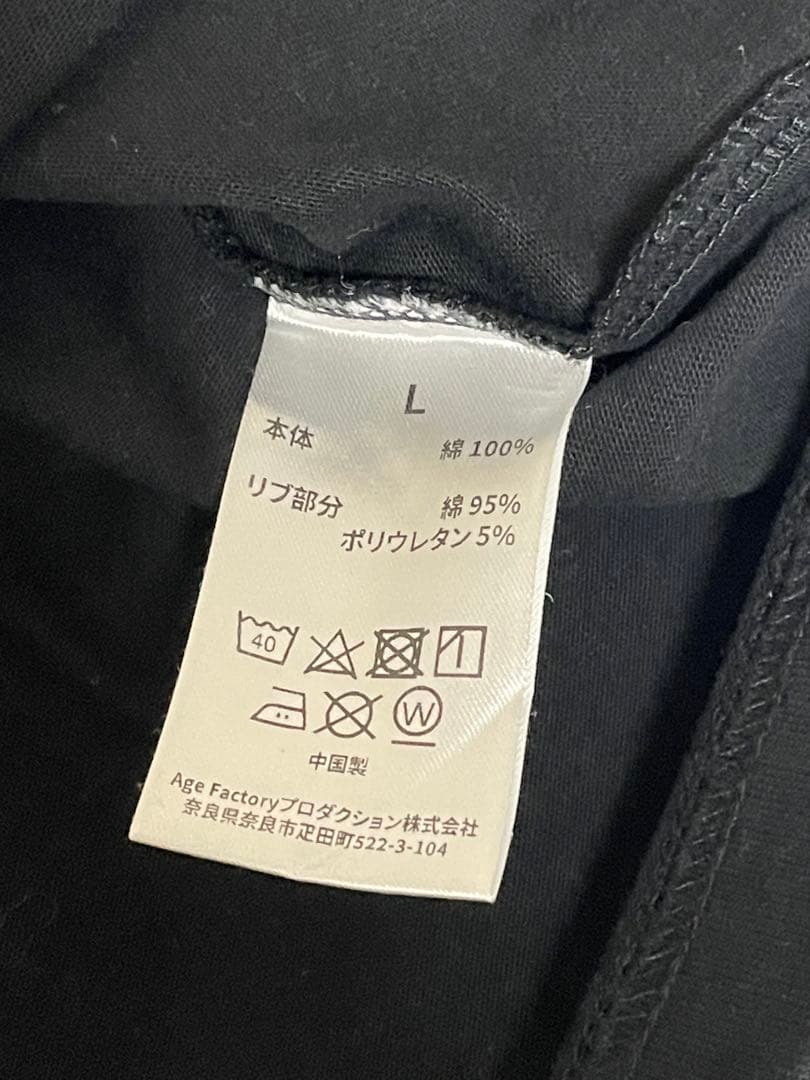 L
本体 綿 100%
リブ部分 綿 95%
ポリウレタン 5%
40
W
中国製
Age Factoryプロダクション株式会社
奈良県奈良市疋田町522-3-104